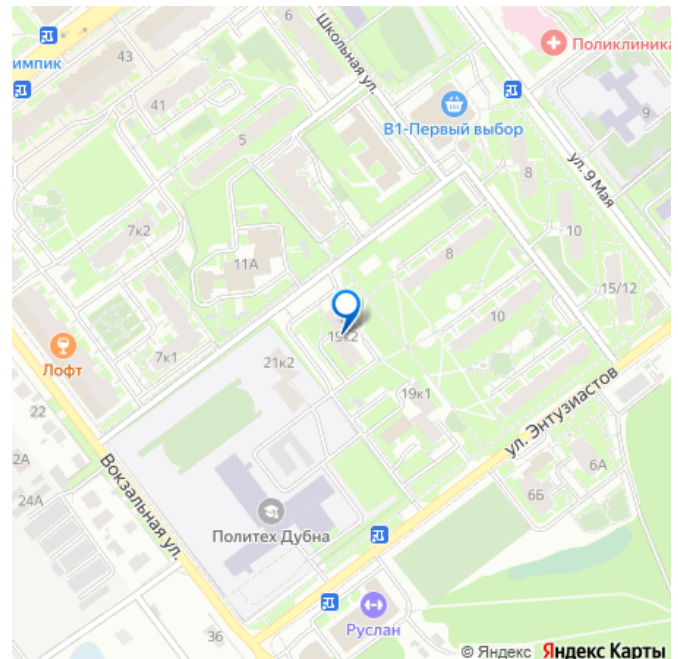 6
Школьная ул.
Поликлиника
импик
43
41
В1-Первый выбор
9
5
8
ул. 9 Мая
7к2
10
11А
8
15/12
19к2
10
Лофт
7к1
21к2
19к1
ул. Энтузиастов
22
2А
Вокзальная ул.
6А
6Б
24А
Политех Дубна
Руслан
36
© Яндекс Яндекс Карты